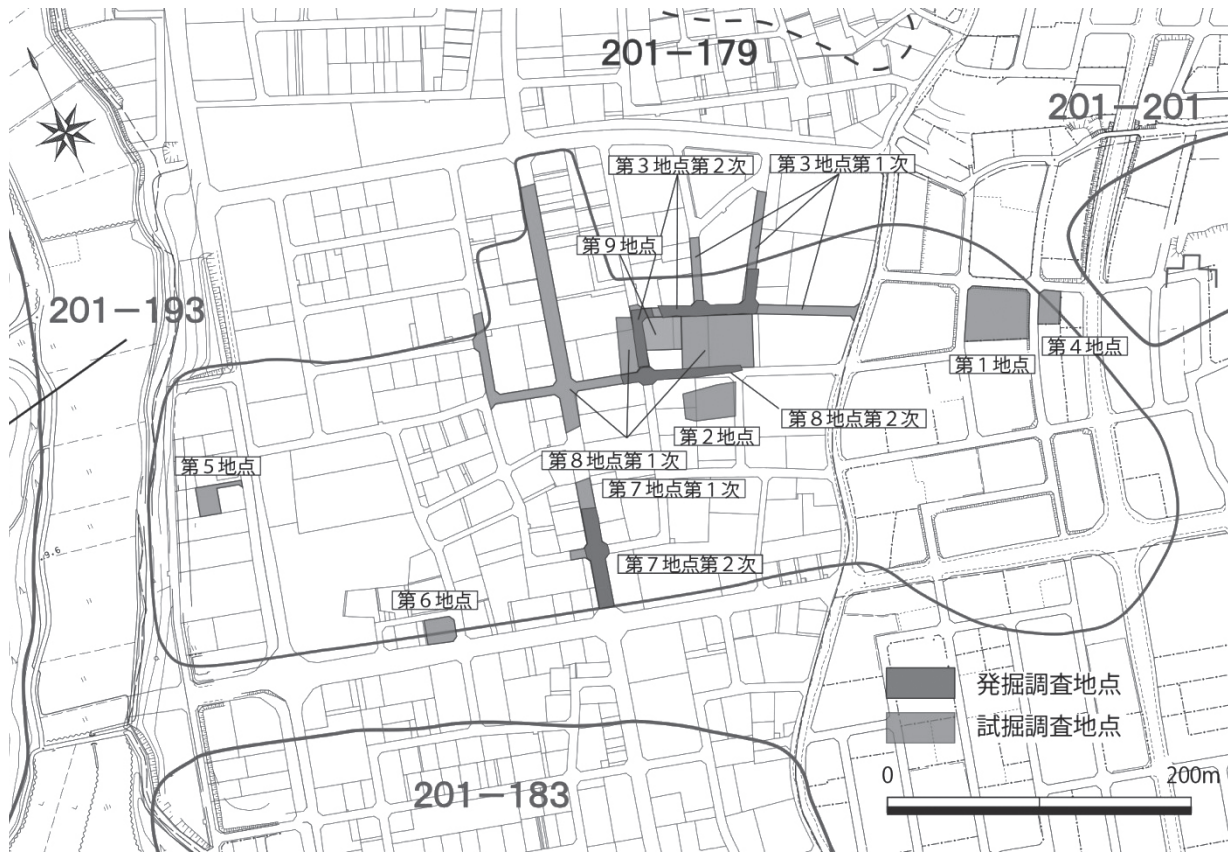 201-179
201-201
第3地点第2次
第3地点第1次
第9地点
201-193
第1地点
第4地点
第8地点第2次
第2地点
第8地点第1次
第5地点
第7地点第1次
9.6
第7地点第2次
第6地点
発掘調査地点
試掘調査地点
0
200m
201-183